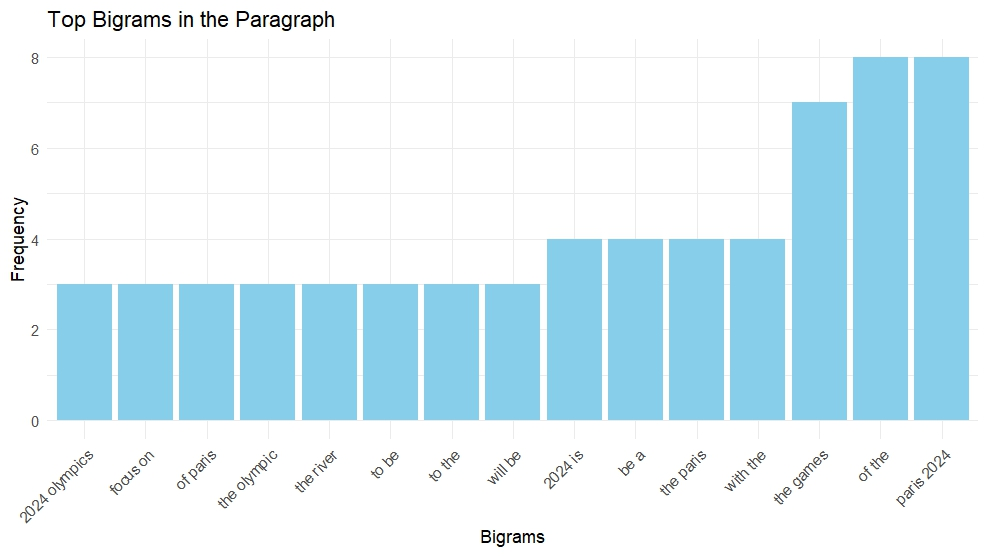 Top Bigrams in the Paragraph
Frequency
8
6
4
2
0
2024 olympics
focus on
of paris
the olympic
the river
to be
to the
will be
2024 is
be a
the paris
with the
the games
of the
paris 2024
Bigrams